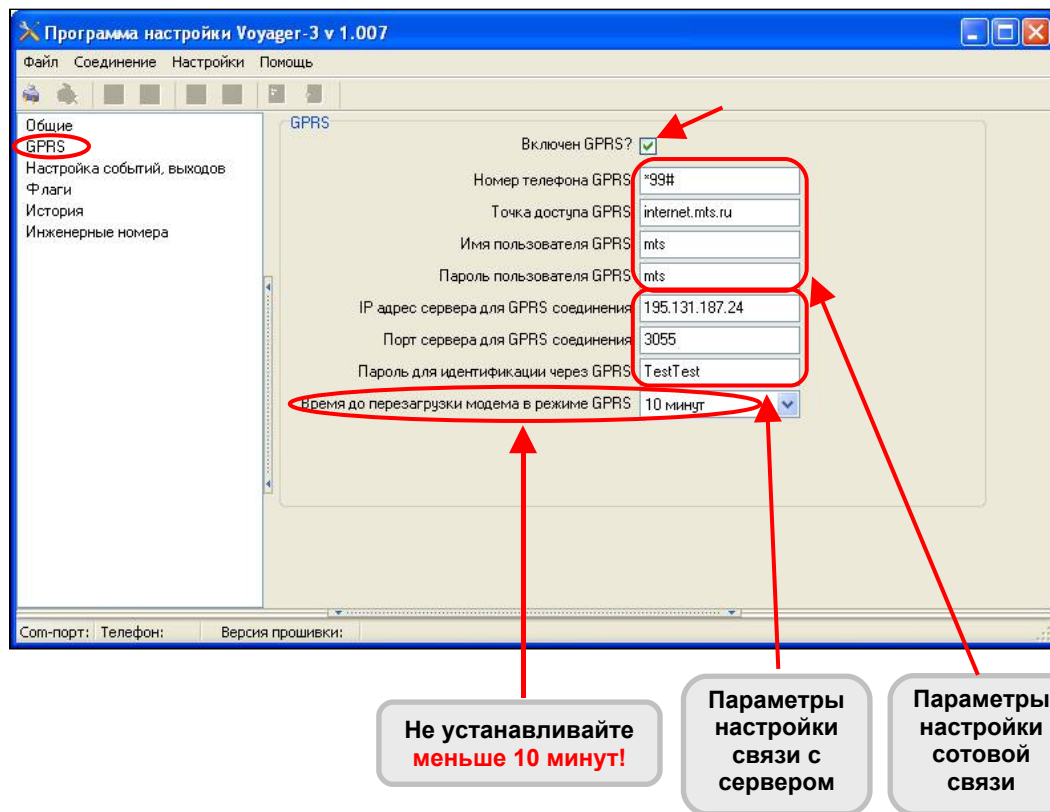 Программа настройки Voyager-3 v 1.007
Файл Соединение Настройки Помощь
Общие
GPRS
Настройка событий, выходов
Флаги
История
Инженерные номера
GPRS
Включен GPRS?
Номер телефона GPRS *99#
Точка доступа GPRS internet.mts.ru
Имя пользователя GPRS mts
Пароль пользователя GPRS mts
IP адрес сервера для GPRS соединения 195.131.187.24
Порт сервера для GPRS соединения 3055
Пароль для идентификации через GPRS TestTest
Время до перезагрузки модема в режиме GPRS 10 минут
Com-порт: Телефон: Версия прошивки:
Не устанавливайте
меньше 10 минут!
Параметры
настройки
связи с
сервером
Параметры
настройки
сотовой
связи